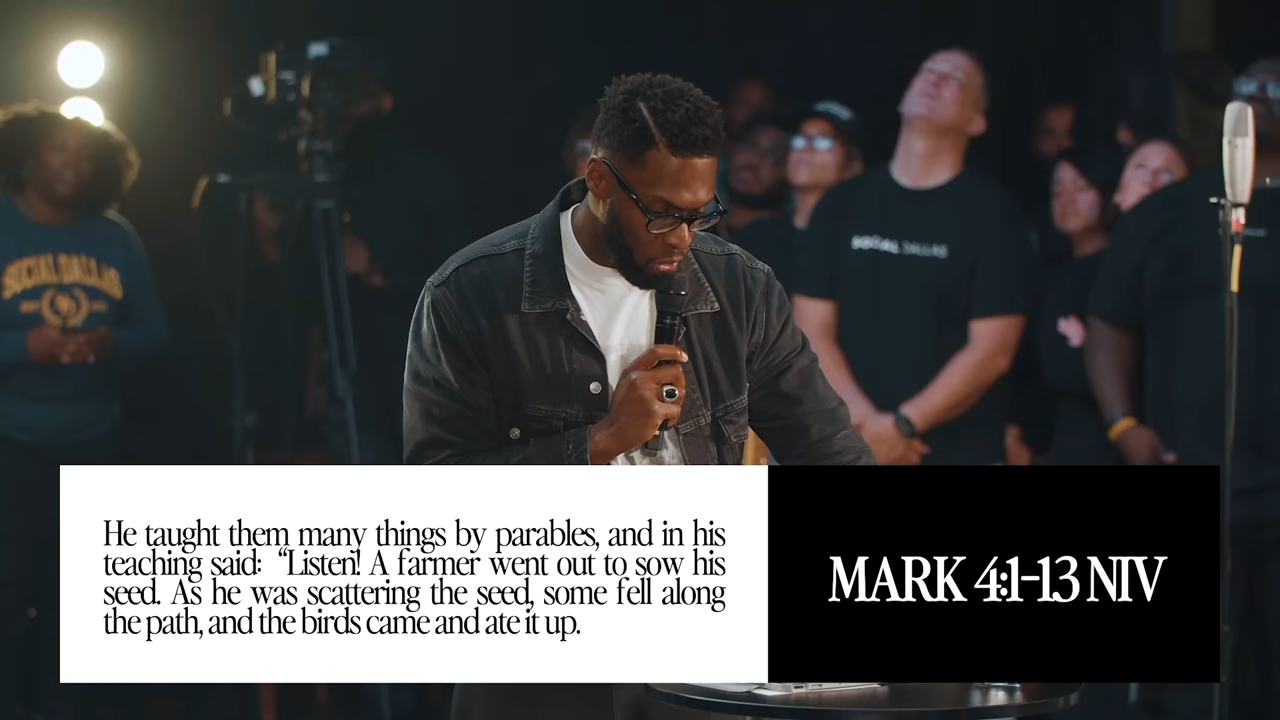 SOCIAL DALLAS
SOCIAL DALLAS
He taught them many things by parables, and in his
teaching said: “Listen! A farmer went out to sow his
seed. As he was scattering the seed, some fell along
the path, and the birds came and ate it up.
MARK 4:1-13 NIV